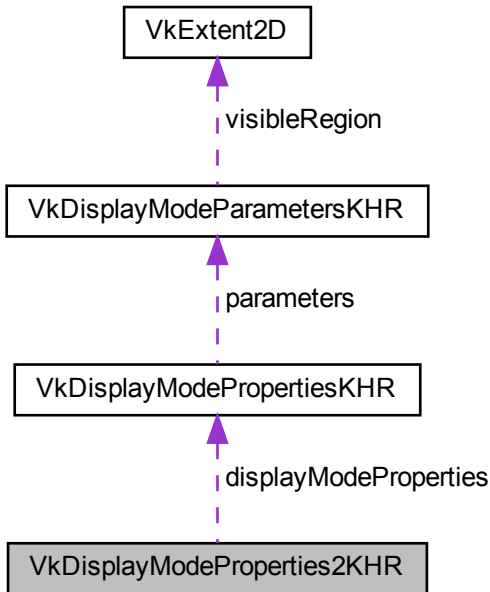 VkExtent2D
visibleRegion
VkDisplayModeParametersKHR
parameters
VkDisplayModePropertiesKHR
displayModeProperties
VkDisplayModeProperties2KHR